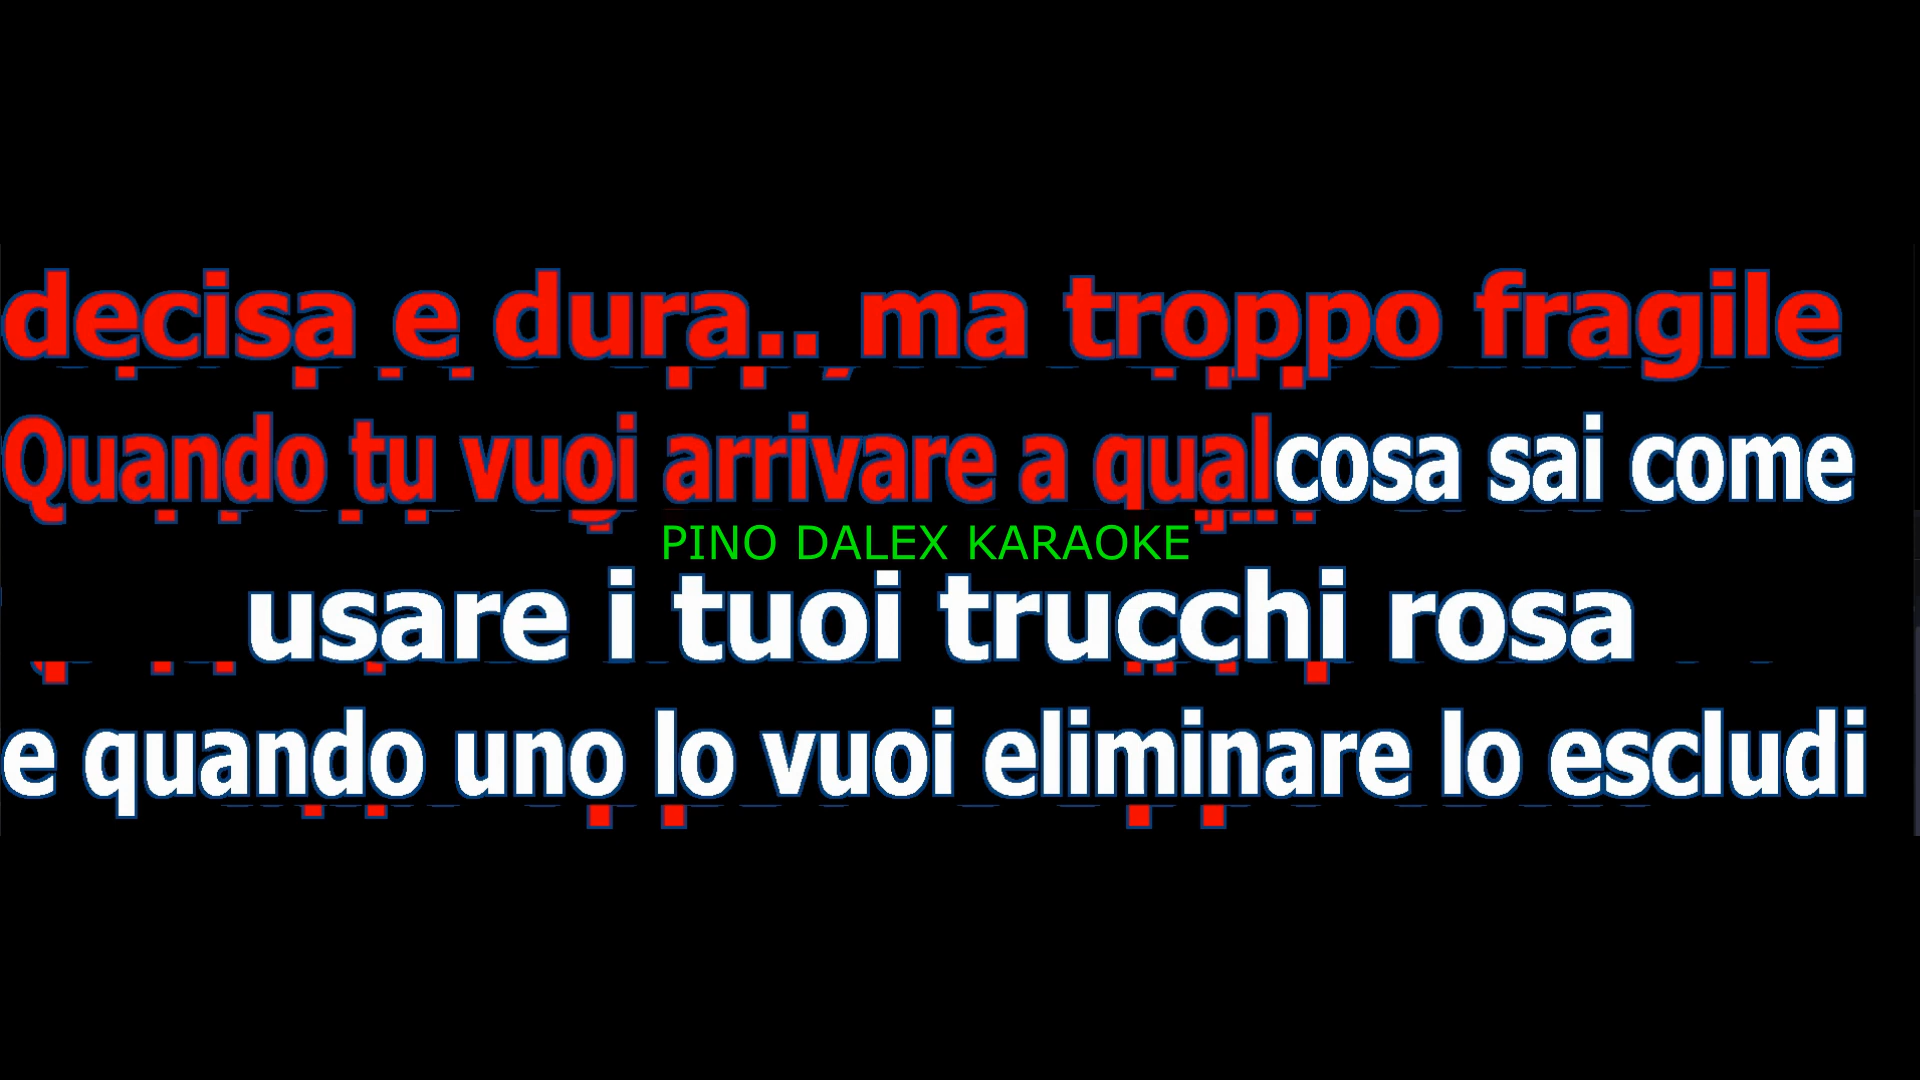 decisa e dura.. ma troppo fragile
Quando tu vuoi arrivare a qualcosa sai come
PINO DALEX KARAOKE
usare i tuoi trucchi rosa
e quando uno lo vuoi eliminare lo escludi